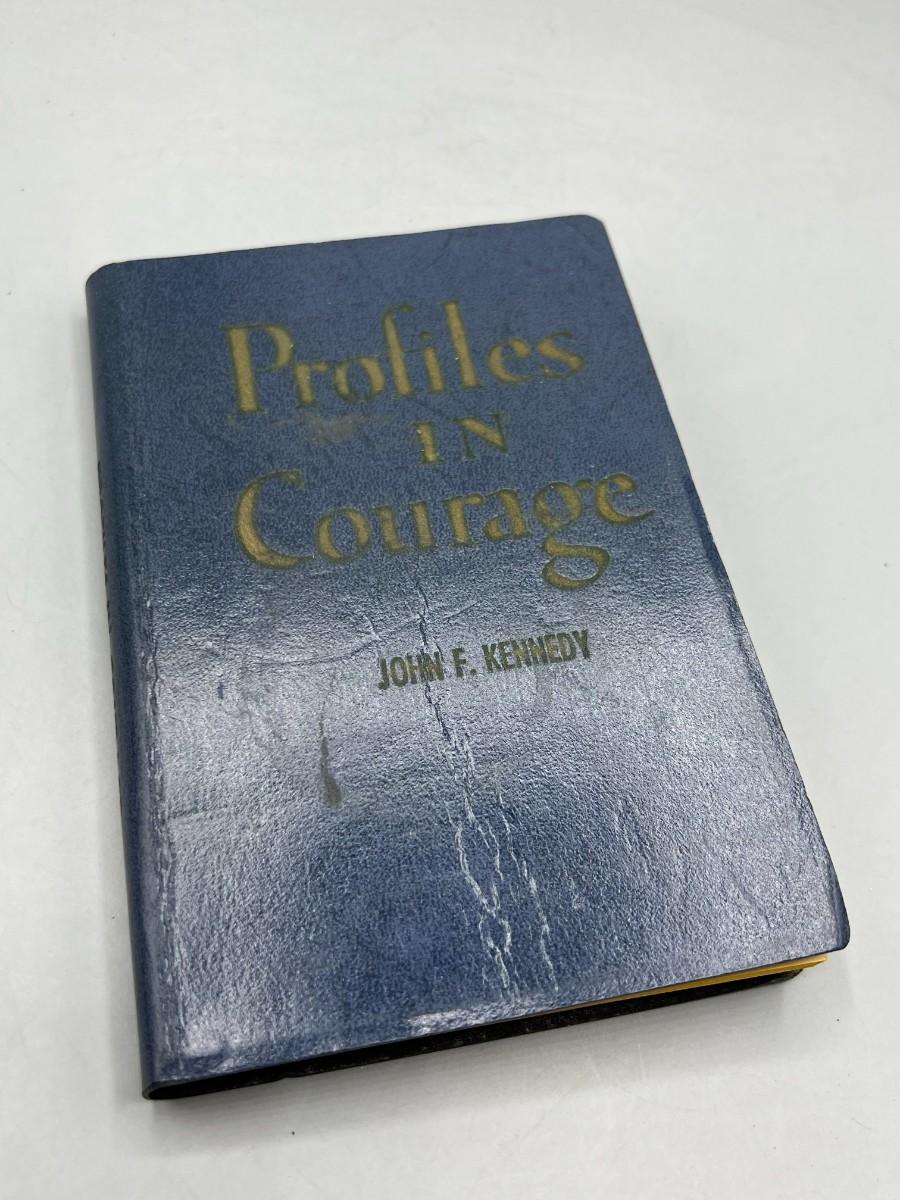 Profiles
IN
Courage
JOHN F. KENNEDY